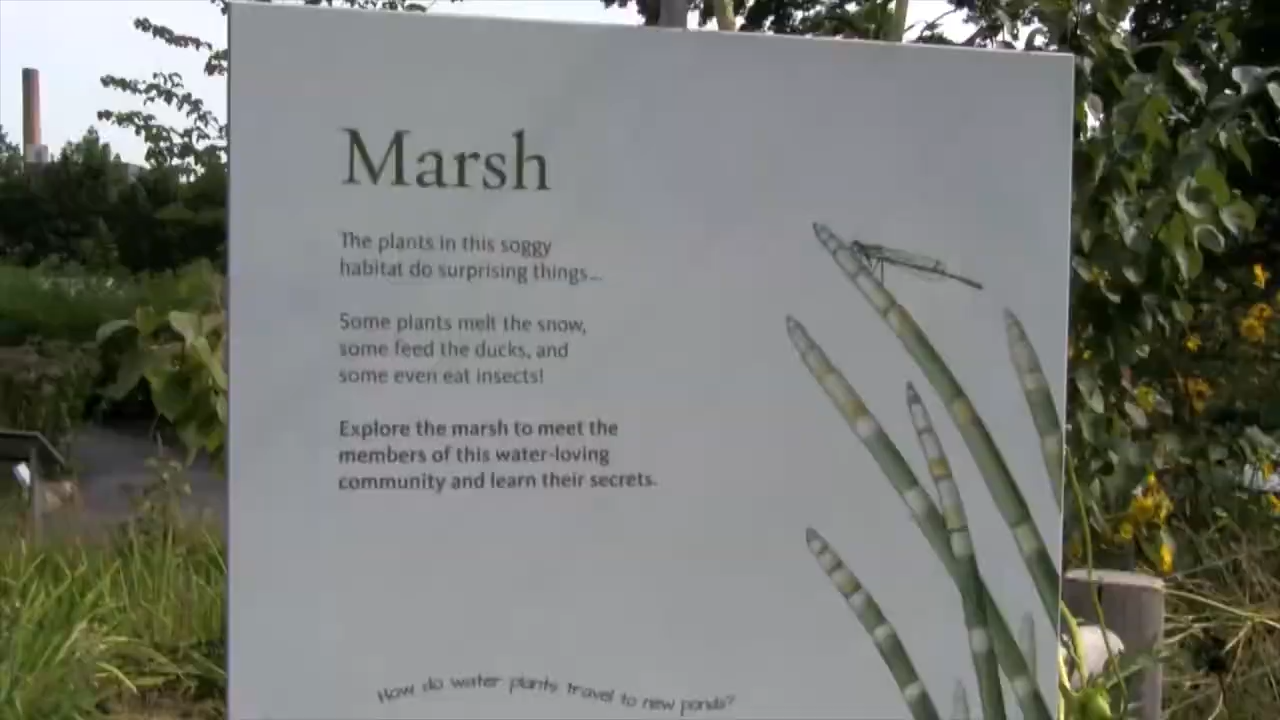 Marsh
The plants in this soggy
habitat do surprising things...
Some plants melt the snow,
some feed the ducks, and
some even eat insects!
Explore the marsh to meet the
members of this water-loving
community and learn their secrets.
How do water plants travel to new ponds?